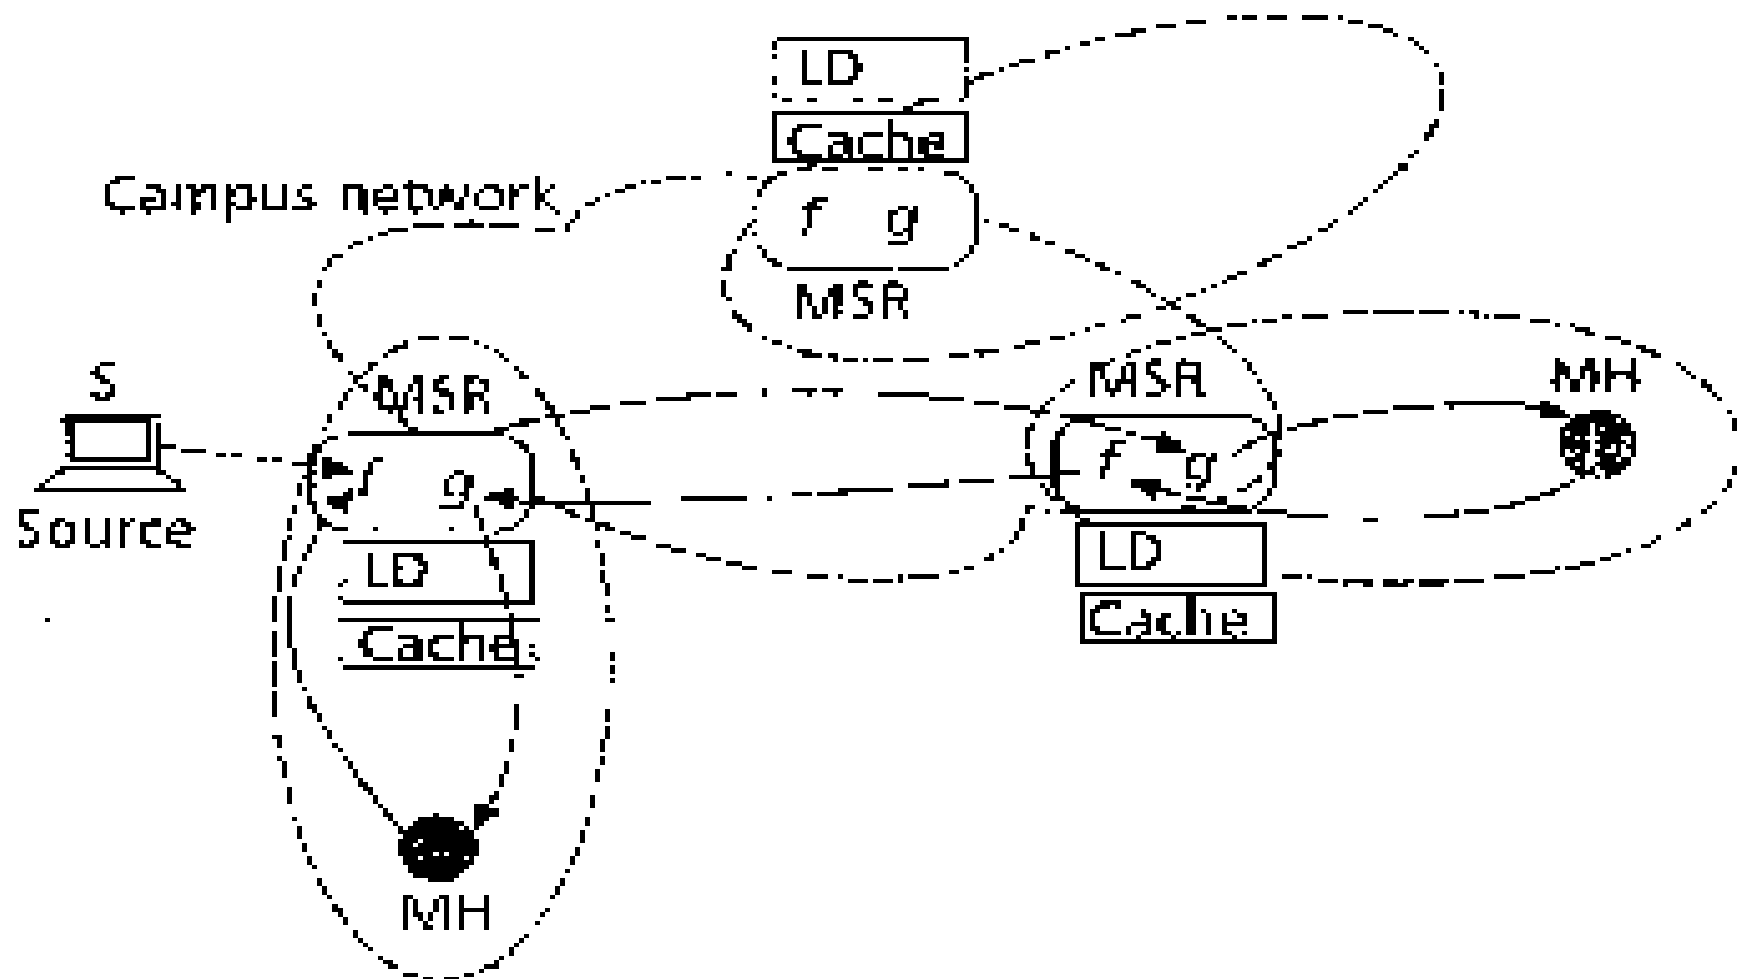 LD
Cache
Campus network
f g
MSR
S
MSR
MSR
MH
f g
f g
Source
LD
LD
Cache
Cache
MH